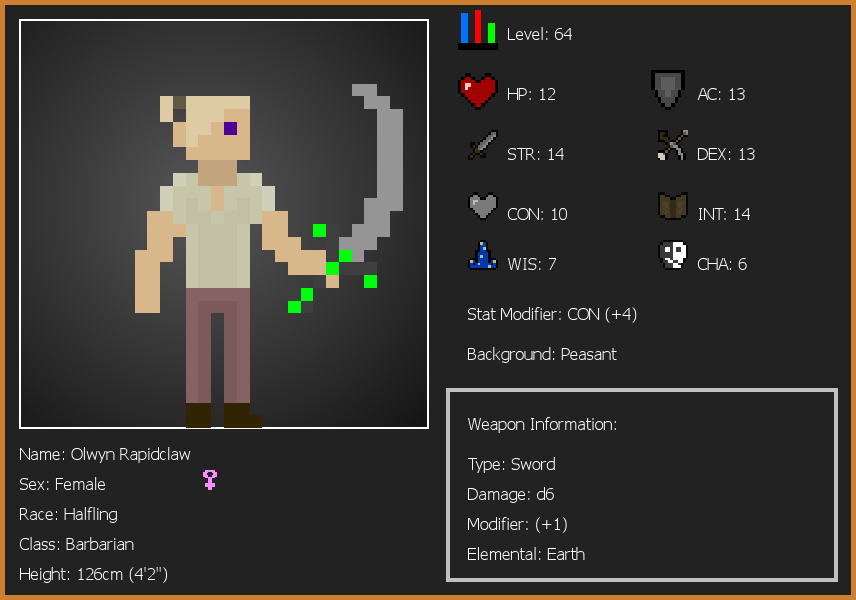 Level: 64
HP: 12
AC: 13
STR: 14
DEX: 13
CON: 10
INT: 14
WIS: 7
CHA: 6
Stat Modifier: CON (+4)
Background: Peasant
Weapon Information:
Type: Sword
Damage: d6
Modifier: (+1)
Elemental: Earth
Name: Olwyn Rapidclaw
Sex: Female
Race: Halfling
Class: Barbarian
Height: 126cm (4'2")